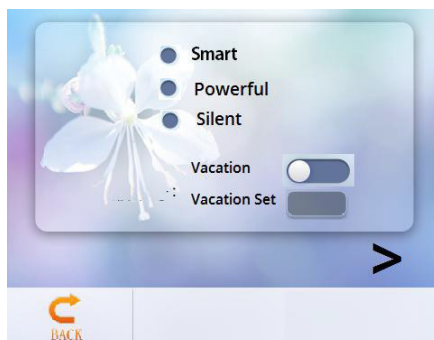 Smart
Powerful
Silent
Vacation
Vacation Set
>
BACK